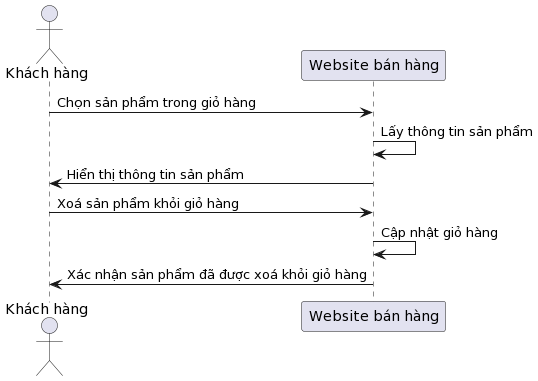 Khách hàng
Website bán hàng
Chọn sản phẩm trong giỏ hàng
Lấy thông tin sản phẩm
Hiển thị thông tin sản phẩm
Xoá sản phẩm khỏi giỏ hàng
Cập nhật giỏ hàng
Xác nhận sản phẩm đã được xoá khỏi giỏ hàng
Khách hàng
Website bán hàng